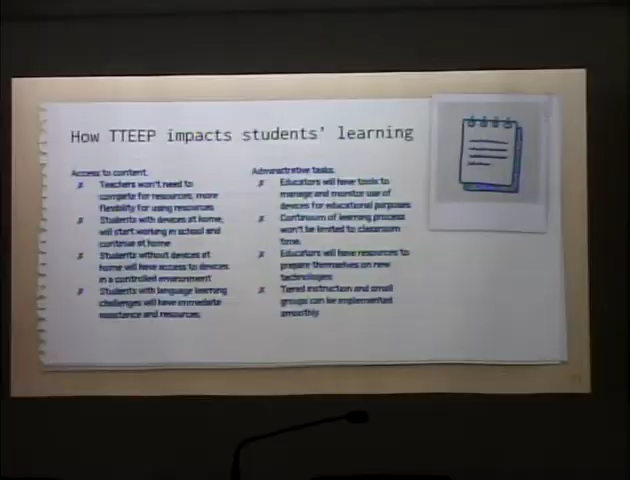 How TTEEP impacts students' learning
Access to content.
✗ Teachers won't need to
compete for resources, more
flexibility for using resources
✗ Students with devices at home,
will start working in school and
continue at home
✗ Students without devices at
home will have access to devices
in a controlled environment
✗ Students with language learning
challenges will have immediate
assistance and resources.
Administrative tasks.
✗ Educators will have tools to
manage and monitor use of
devices for educational purposes
✗ Continuum of learning process
won't be limited to classroom
time.
✗ Educators will have resources to
prepare themselves on new
technologies
✗ Tiered instruction and small
groups can be implemented
smoothly